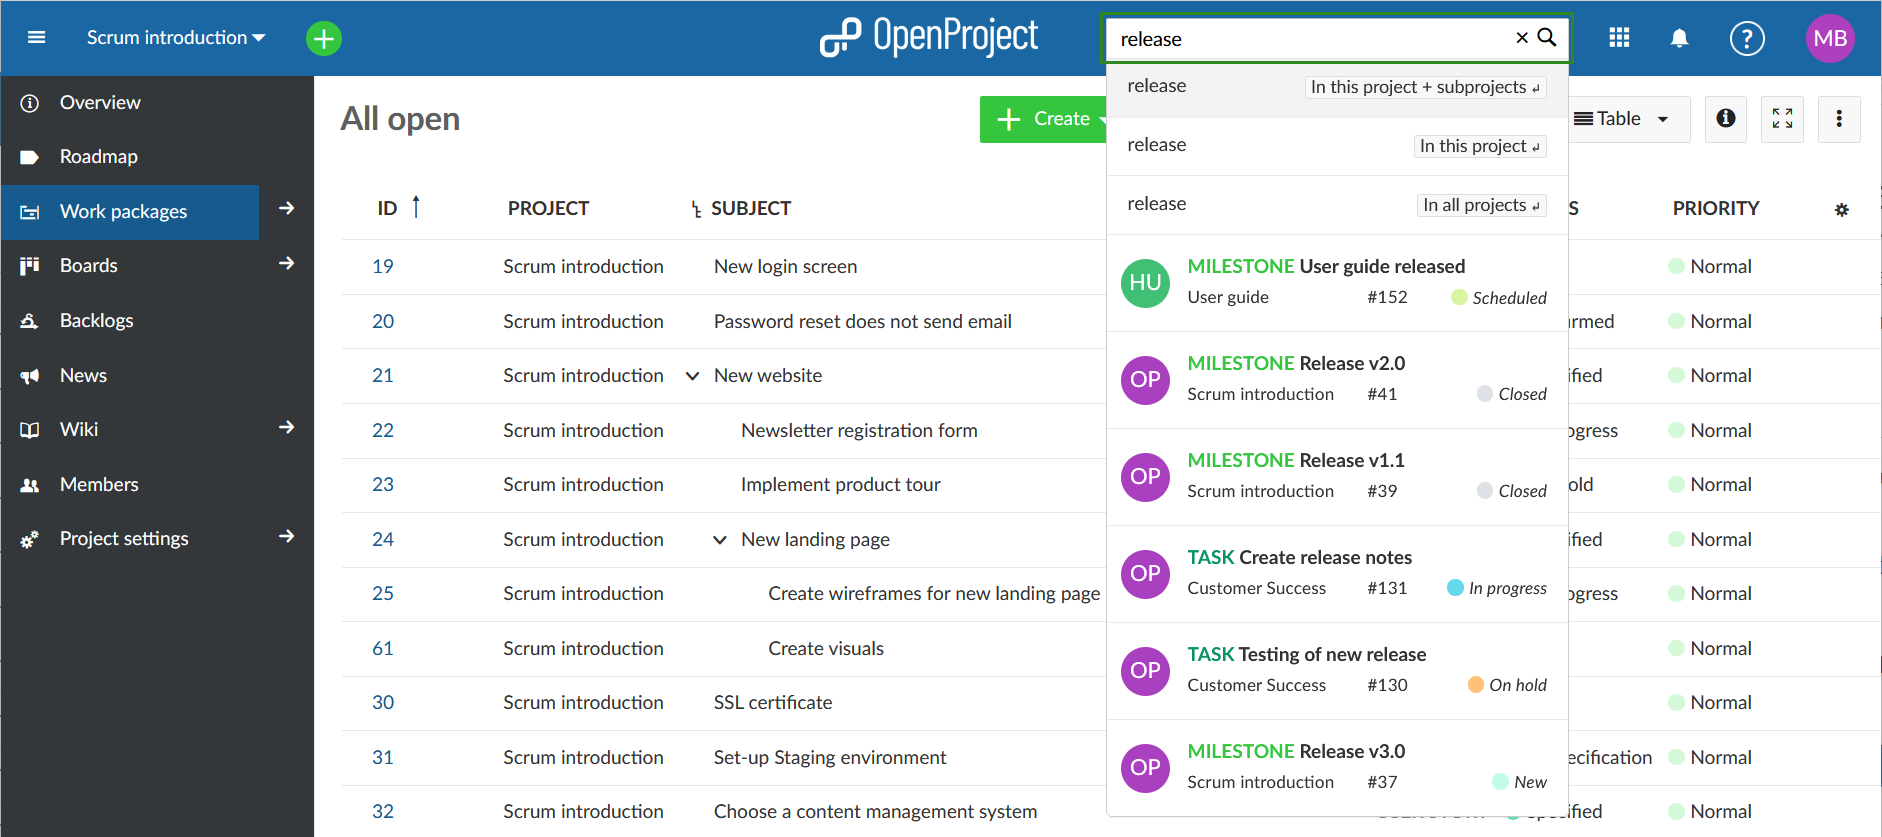 Scrum introduction
OpenProject
release
?
MB
Overview
Roadmap
Work packages
Boards
Backlogs
News
Wiki
Members
Project settings
All open
Create
Table
release In this project + subprojects
release In this project
release In all projects
MILESTONE User guide released
User guide #152 Scheduled
HU
MILESTONE Release v2.0
Scrum introduction #41 Closed
OP
MILESTONE Release v1.1
Scrum introduction #39 Closed
OP
TASK Create release notes
Customer Success #131 In progress
OP
TASK Testing of new release
Customer Success #130 On hold
OP
MILESTONE Release v3.0
Scrum introduction #37 New
OP
ID PROJECT SUBJECT S PRIORITY
19 Scrum introduction New login screen Normal
20 Scrum introduction Password reset does not send email rmed Normal
21 Scrum introduction New website ified Normal
22 Scrum introduction Newsletter registration form ogress Normal
23 Scrum introduction Implement product tour old Normal
24 Scrum introduction New landing page ified Normal
25 Scrum introduction Create wireframes for new landing page ogress Normal
61 Scrum introduction Create visuals Normal
30 Scrum introduction SSL certificate Normal
31 Scrum introduction Set-up Staging environment ecification Normal
32 Scrum introduction Choose a content management system Normal